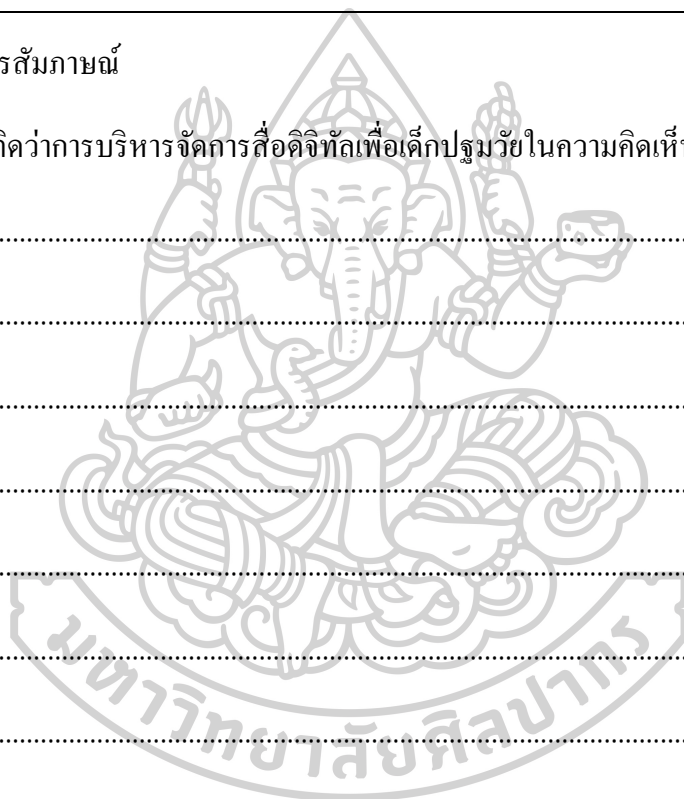 รสัมภาษณ์
คิดว่าการบริหารจัดการสื่อดิจิทัลเพื่อเด็กปฐมวัยในความคิดเห็น
มหาวิทยาลัยศิลปากร